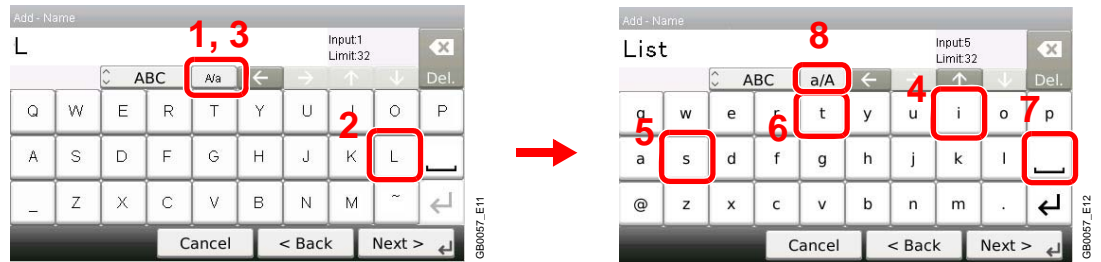 Add - Name
L
1, 3
Input:1
Limit:32
ABC
A/a
Del.
Q W E R T Y U I O P
2
A S D F G H J K L
_ Z X C V B N M ~
Cancel < Back Next >
GB0057_E11
Add - Name
List
8
Input:5
Limit:32
ABC
a/A
Del.
4
q w e r t y u i o p
5 6 7
a s d f g h j k l
@ z x c v b n m .
Cancel < Back Next >
GB0057_E12